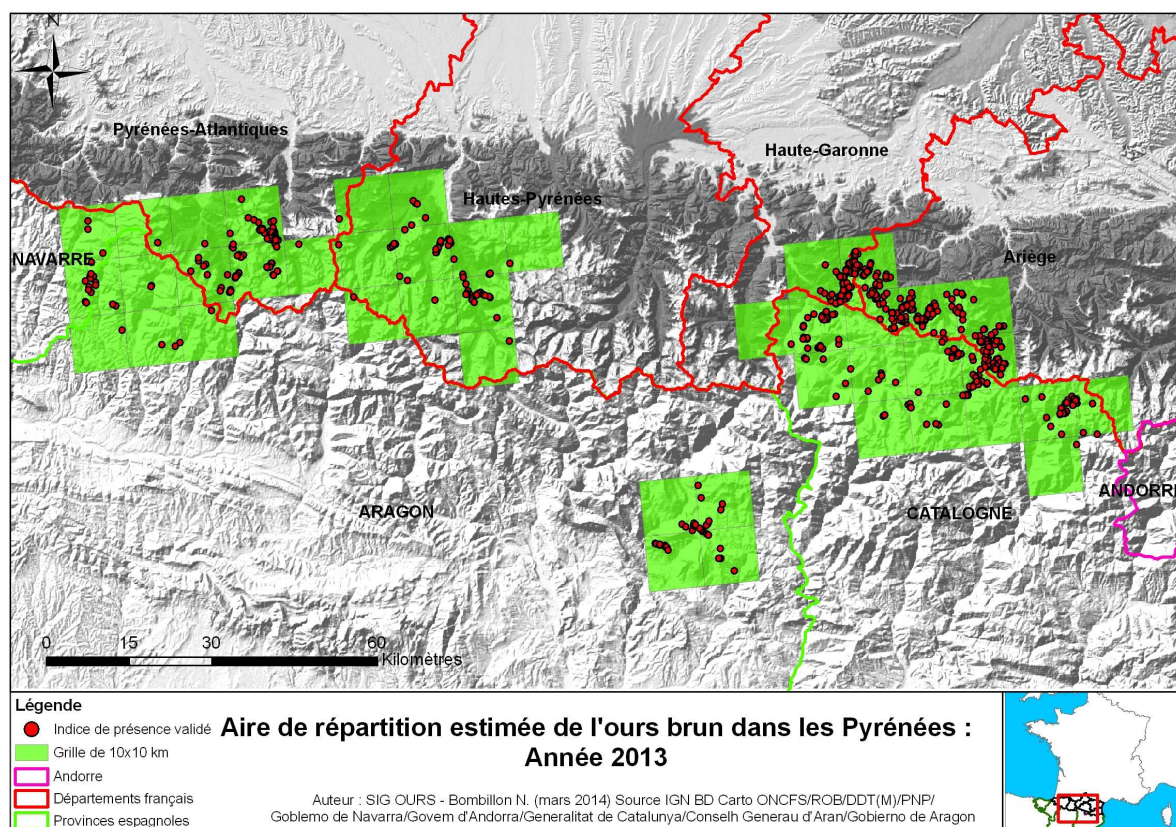 N
Pyrénées-Atlantiques
Haute-Garonne
Hautes-Pyrénées
NAVARRE
Ariège
ARAGON
CATALOGNE
ANDORRE
0 15 30 60
Kilomètres
Légende
Indice de présence validé
Grille de 10x10 km
Andorre
Départements français
Provinces espagnoles
Aire de répartition estimée de l'ours brun dans les Pyrénées :
Année 2013
Auteur : SIG OURS - Bombillon N. (mars 2014) Source IGN BD Carto ONCFS/ROB/DDT(M)/PNP/
Goblemo de Navarra/Govern d'Andorra/Generalitat de Catalunya/Conselh Generau d'Aran/Gobierno de Aragon